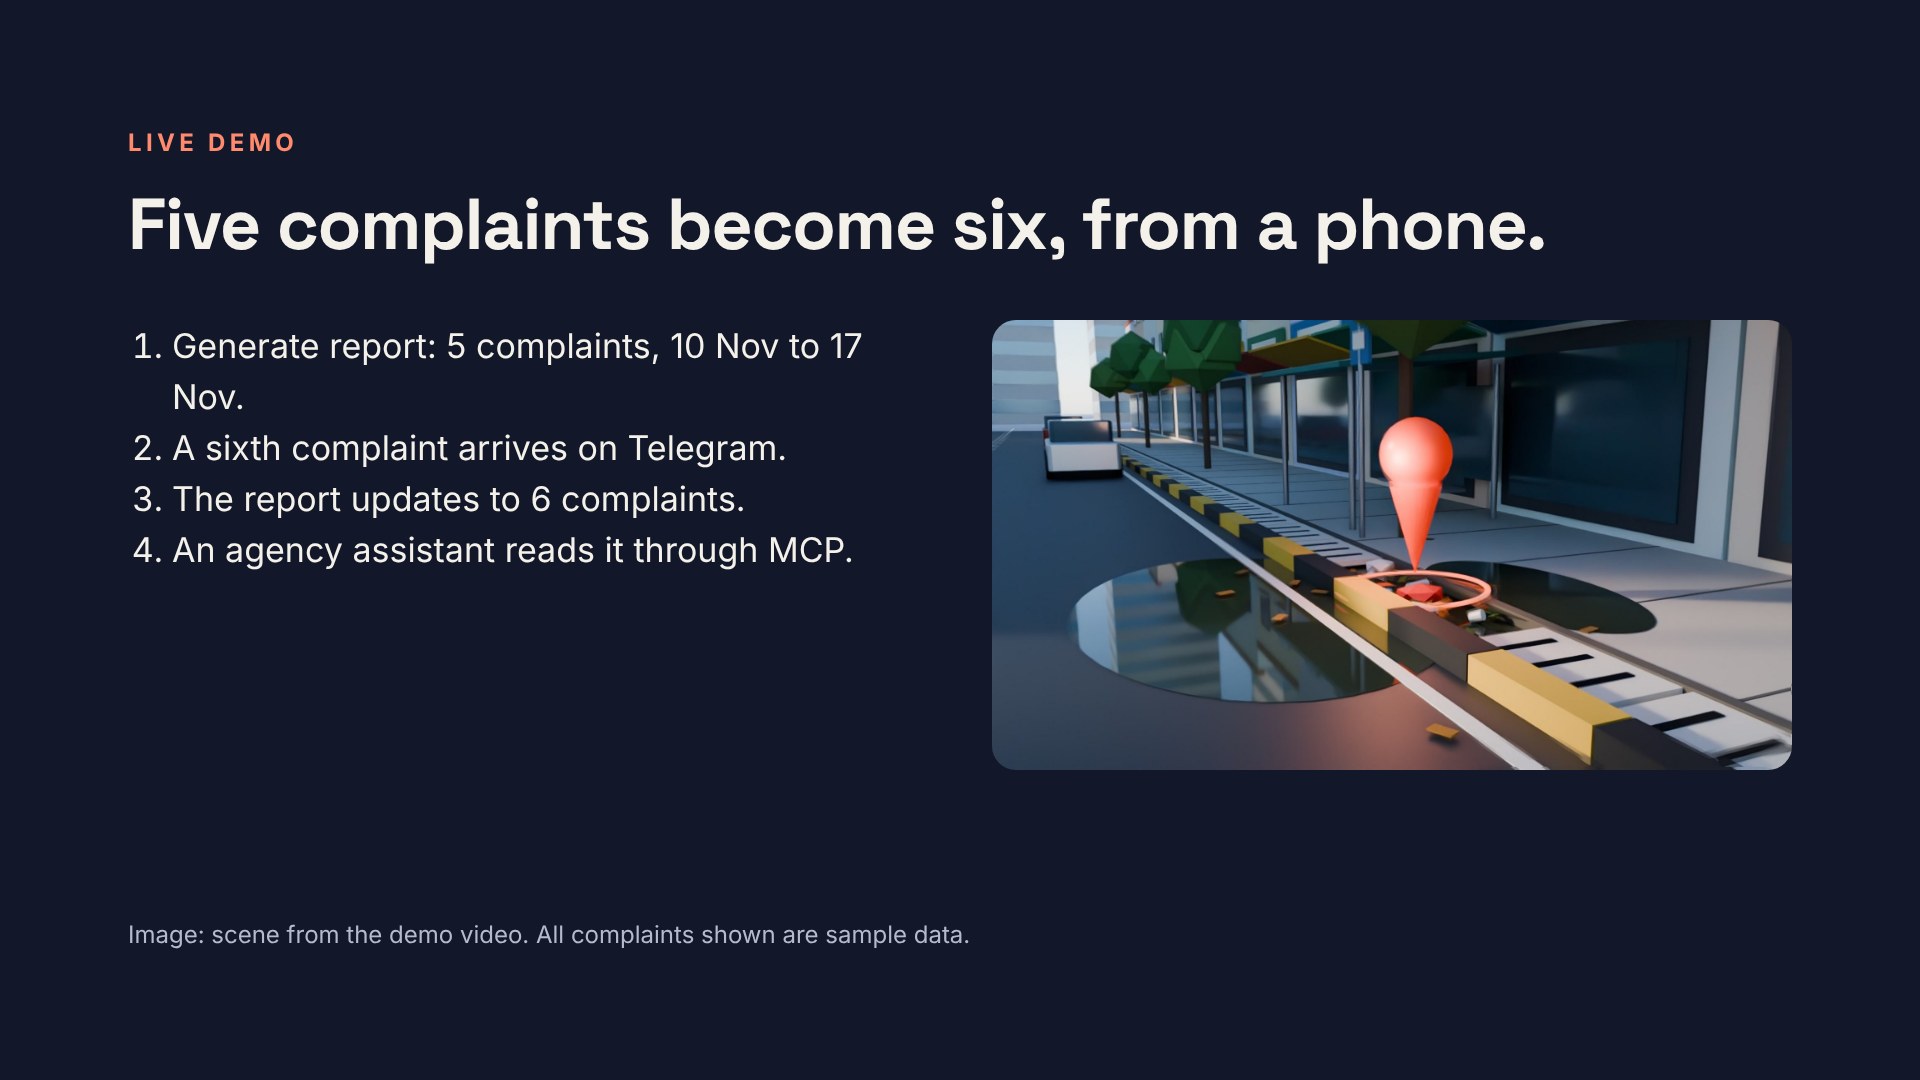 LIVE DEMO
Five complaints become six, from a phone.
1. Generate report: 5 complaints, 10 Nov to 17
Nov.
2. A sixth complaint arrives on Telegram.
3. The report updates to 6 complaints.
4. An agency assistant reads it through MCP.
Image: scene from the demo video. All complaints shown are sample data.